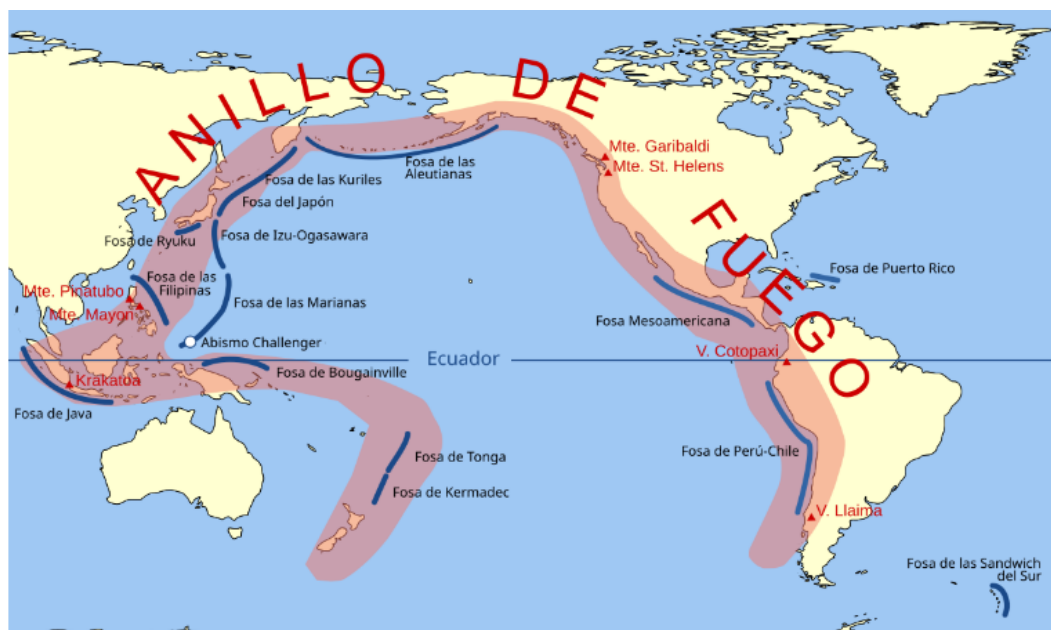 ANILLO DE FUEGO
Mte. Garibaldi
Mte. St. Helens
Fosa de las
Aleutianas
Fosa de las Kuriles
Fosa del Japón
Fosa de Ryuku
Fosa de Izu-Ogasawara
Fosa de Puerto Rico
Fosa de las
Filipinas
Mte. Pinatubo
Mte. Mayon
Fosa de las Marianas
Fosa Mesoamericana
Abismo Challenger
V. Cotopaxi
Ecuador
Fosa de Bougainville
Krakatoa
Fosa de Java
Fosa de Perú-Chile
Fosa de Tonga
Fosa de Kermadec
V. Llaima
Fosa de las Sandwich
del Sur